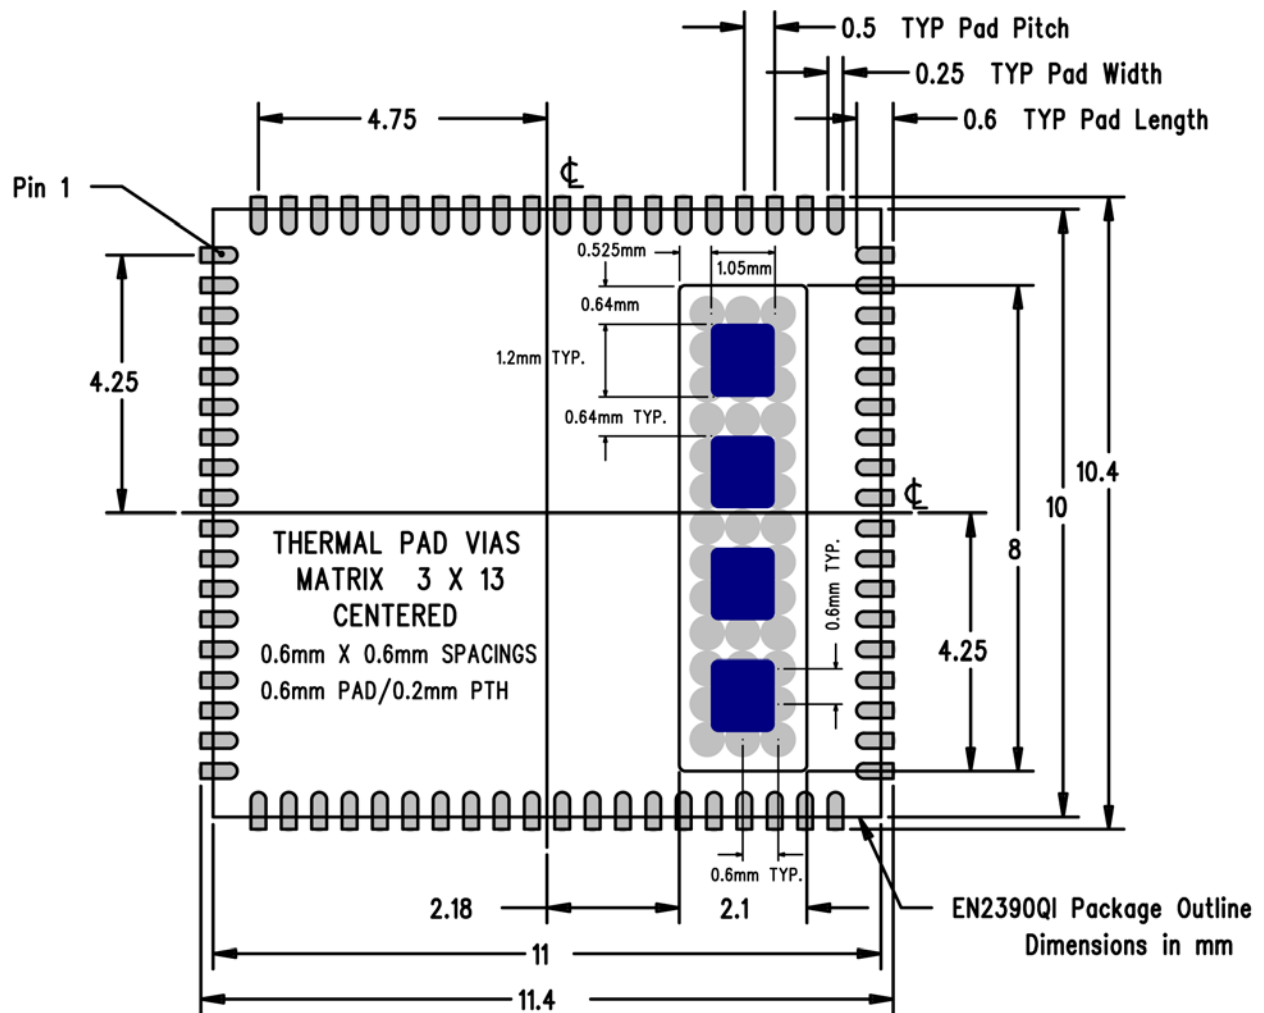 0.5 TYP Pad Pitch
0.25 TYP Pad Width
4.75
0.6 TYP Pad Length
℄
Pin 1
0.525mm
1.05mm
0.64mm
1.2mm TYP.
4.25
0.64mm TYP.
10.4
℄
10
THERMAL PAD VIAS
MATRIX 3 X 13
CENTERED
0.6mm X 0.6mm SPACINGS
0.6mm PAD/0.2mm PTH
0.6mm TYP.
8
4.25
0.6mm TYP.
2.18
2.1
EN2390QI Package Outline
Dimensions in mm
11
11.4